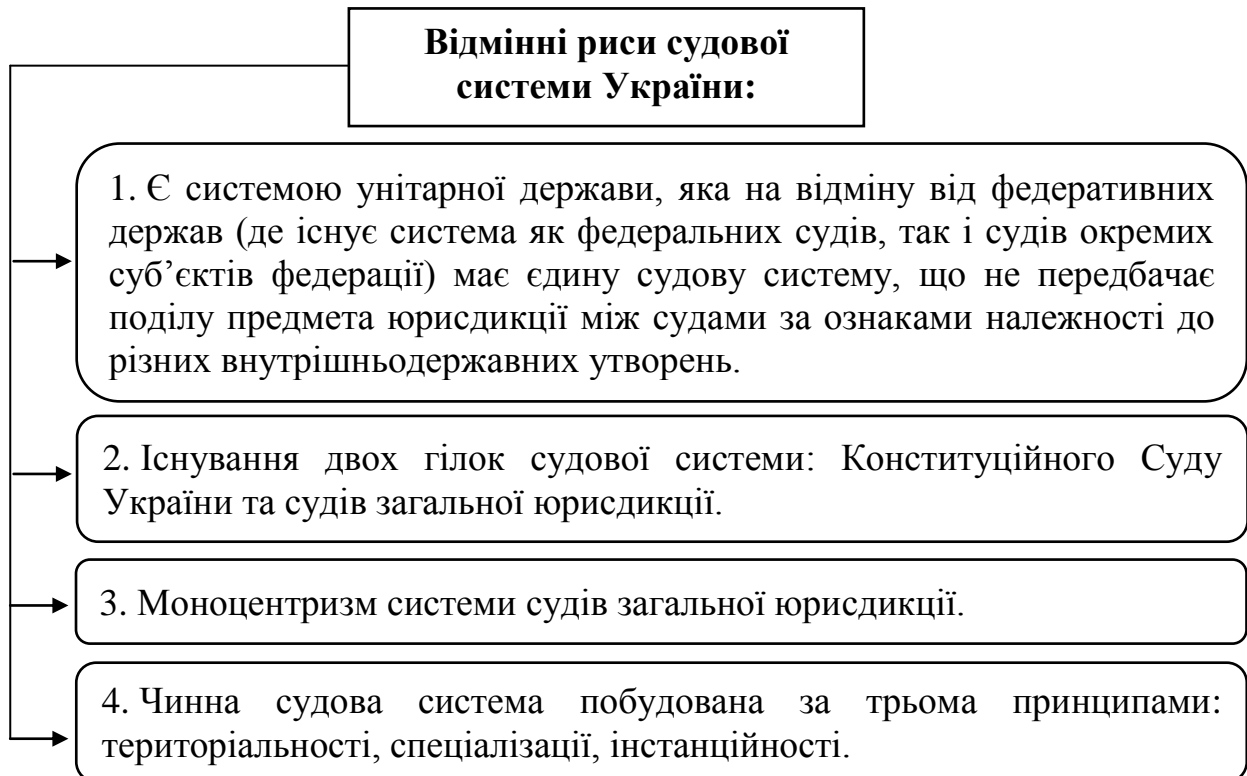 Відмінні риси судової
системи України:
1. Є системою унітарної держави, яка на відміну від федеративних
держав (де існує система як федеральних судів, так і судів окремих
суб’єктів федерації) має єдину судову систему, що не передбачає
поділу предмета юрисдикції між судами за ознаками належності до
різних внутрішньодержавних утворень.
2. Існування двох гілок судової системи: Конституційного Суду
України та судів загальної юрисдикції.
3. Моноцентризм системи судів загальної юрисдикції.
4. Чинна судова система побудована за трьома принципами:
територіальності, спеціалізації, інстанційності.